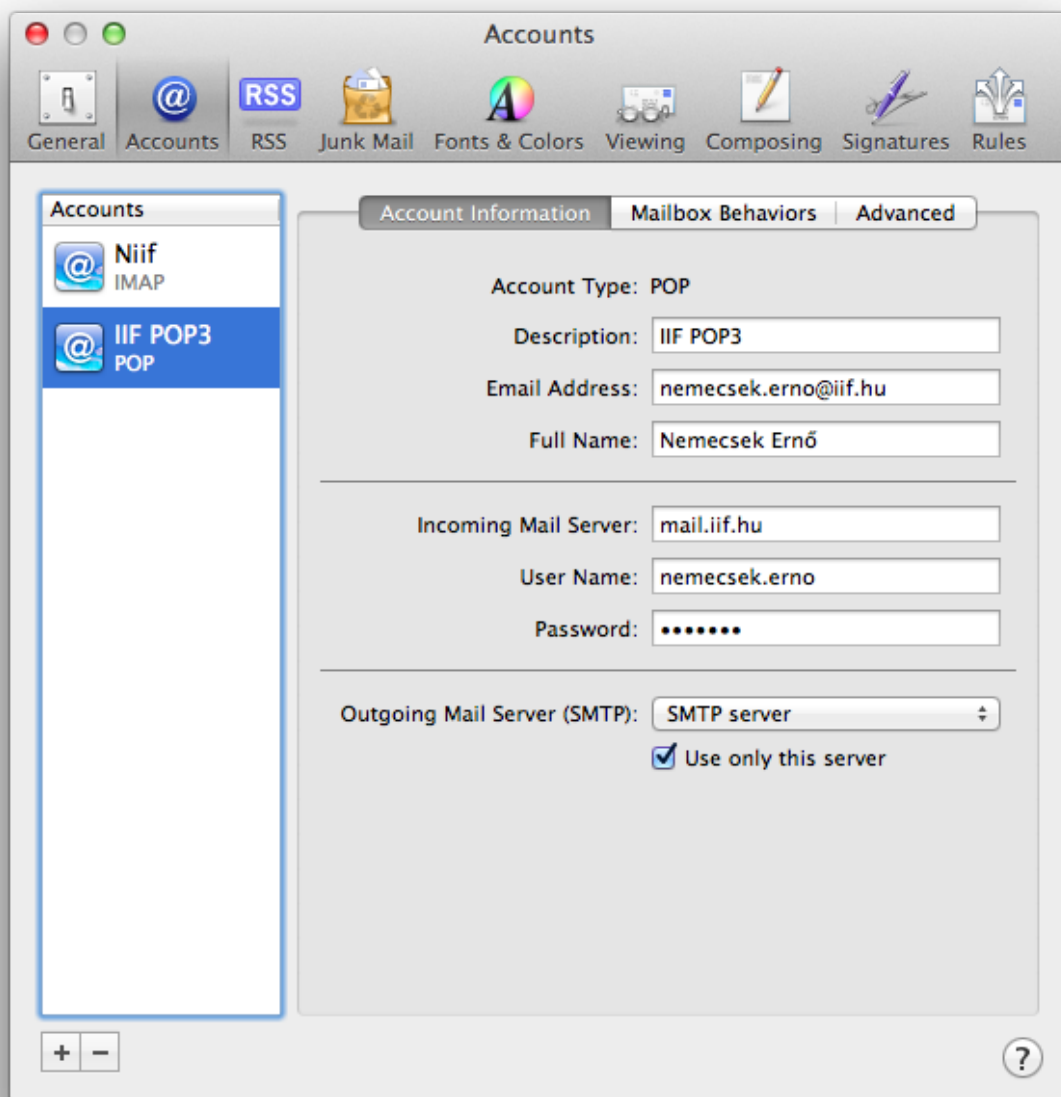 Accounts
General Accounts RSS Junk Mail Fonts & Colors Viewing Composing Signatures Rules
Accounts
Niif
IMAP
IIF POP3
POP
Account Information Mailbox Behaviors Advanced
Account Type: POP
Description: IIF POP3
Email Address: nemecsek.erno@iif.hu
Full Name: Nemecsek Ernő
Incoming Mail Server: mail.iif.hu
User Name: nemecsek.erno
Password: •••••••
Outgoing Mail Server (SMTP): SMTP server
Use only this server
+ − ?